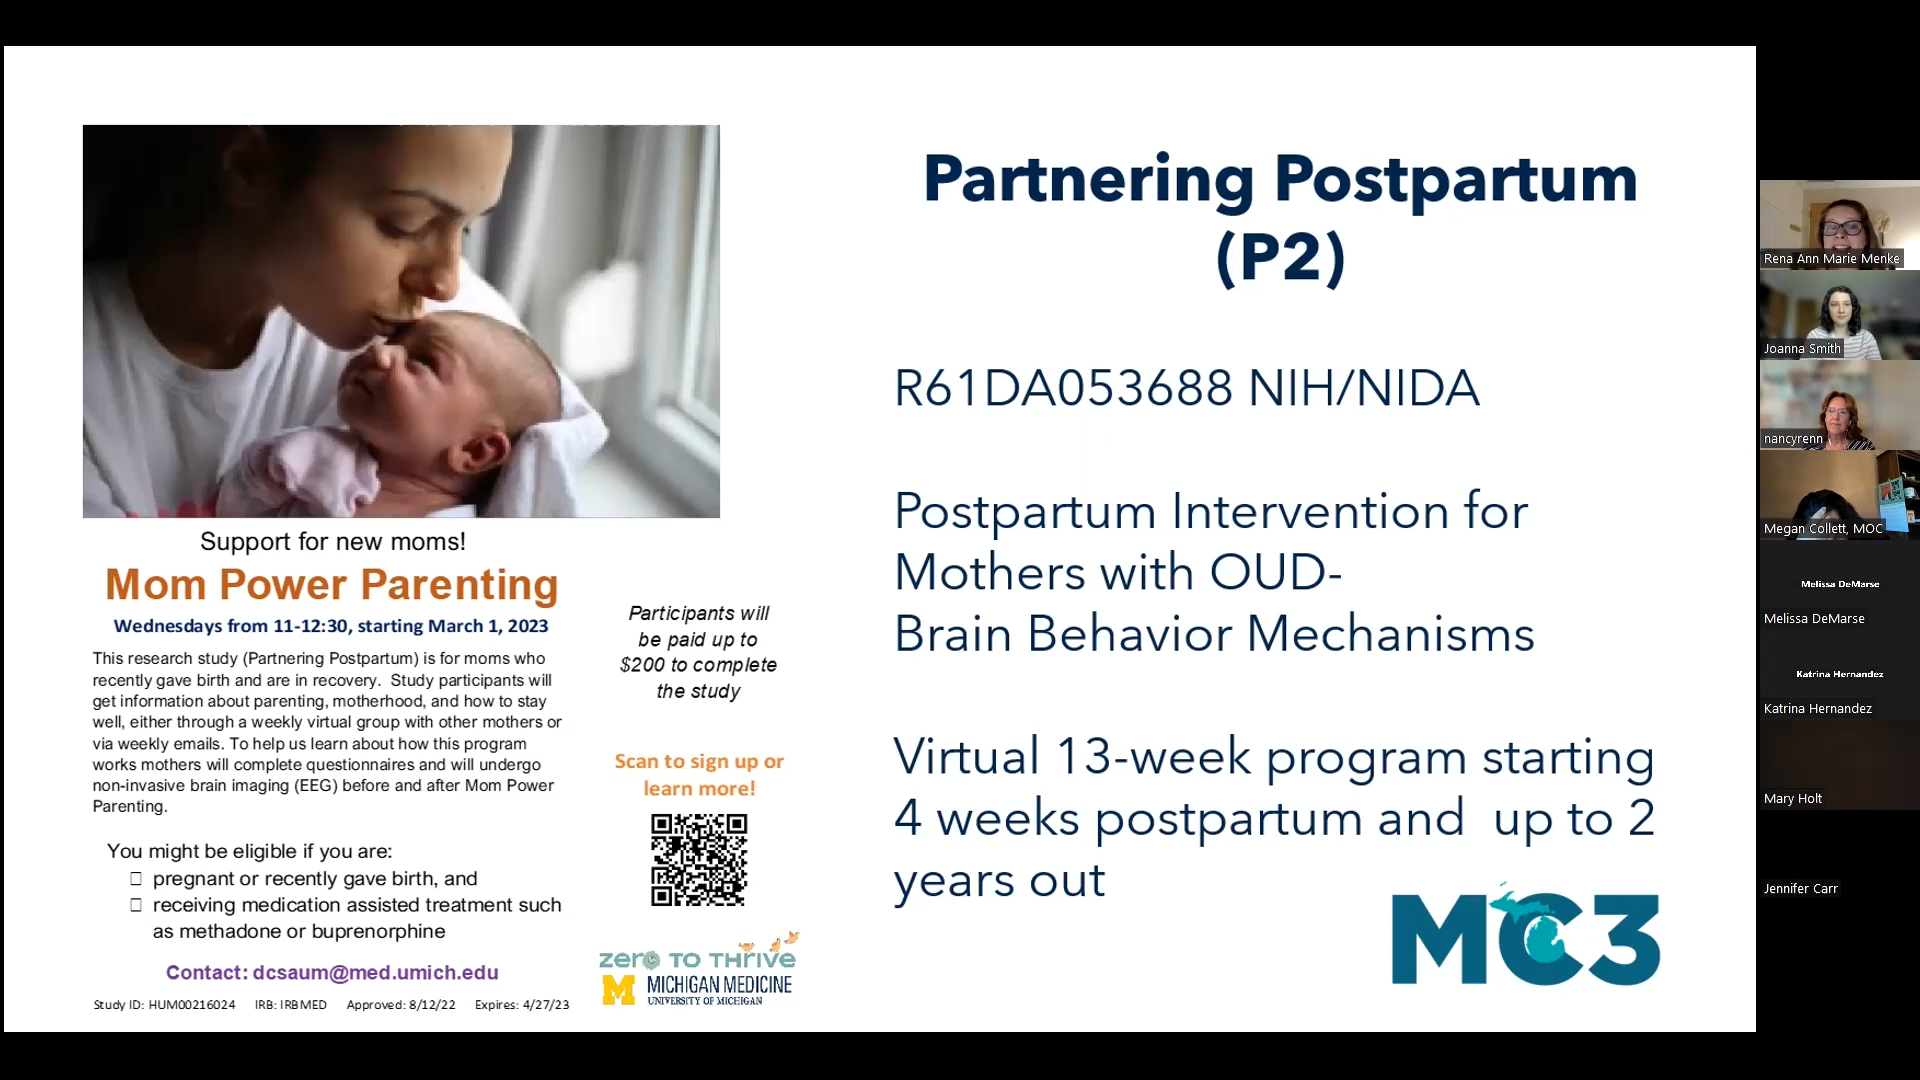 Support for new moms!
Mom Power Parenting
Wednesdays from 11-12:30, starting March 1, 2023
This research study (Partnering Postpartum) is for moms who
recently gave birth and are in recovery. Study participants will
get information about parenting, motherhood, and how to stay
well, either through a weekly virtual group with other mothers or
via weekly emails. To help us learn about how this program
works mothers will complete questionnaires and will undergo
non-invasive brain imaging (EEG) before and after Mom Power
Parenting.
You might be eligible if you are:
pregnant or recently gave birth, and
receiving medication assisted treatment such
as methadone or buprenorphine
Contact: dcsaum@med.umich.edu
Study ID: HUM00216024 IRB: IRBMED Approved: 8/12/22 Expires: 4/27/23
Participants will
be paid up to
$200 to complete
the study
Scan to sign up or
learn more!
ZERO TO THRIVE
M MICHIGAN MEDICINE
UNIVERSITY OF MICHIGAN
Partnering Postpartum
(P2)
R61DA053688 NIH/NIDA
Postpartum Intervention for
Mothers with OUD-
Brain Behavior Mechanisms
Virtual 13-week program starting
4 weeks postpartum and up to 2
years out
MC3
Rena Ann Marie Menke
Joanna Smith
nancyrenn
Megan Collett, MOC
Melissa DeMarse
Melissa DeMarse
Katrina Hernandez
Katrina Hernandez
Mary Holt
Jennifer Carr